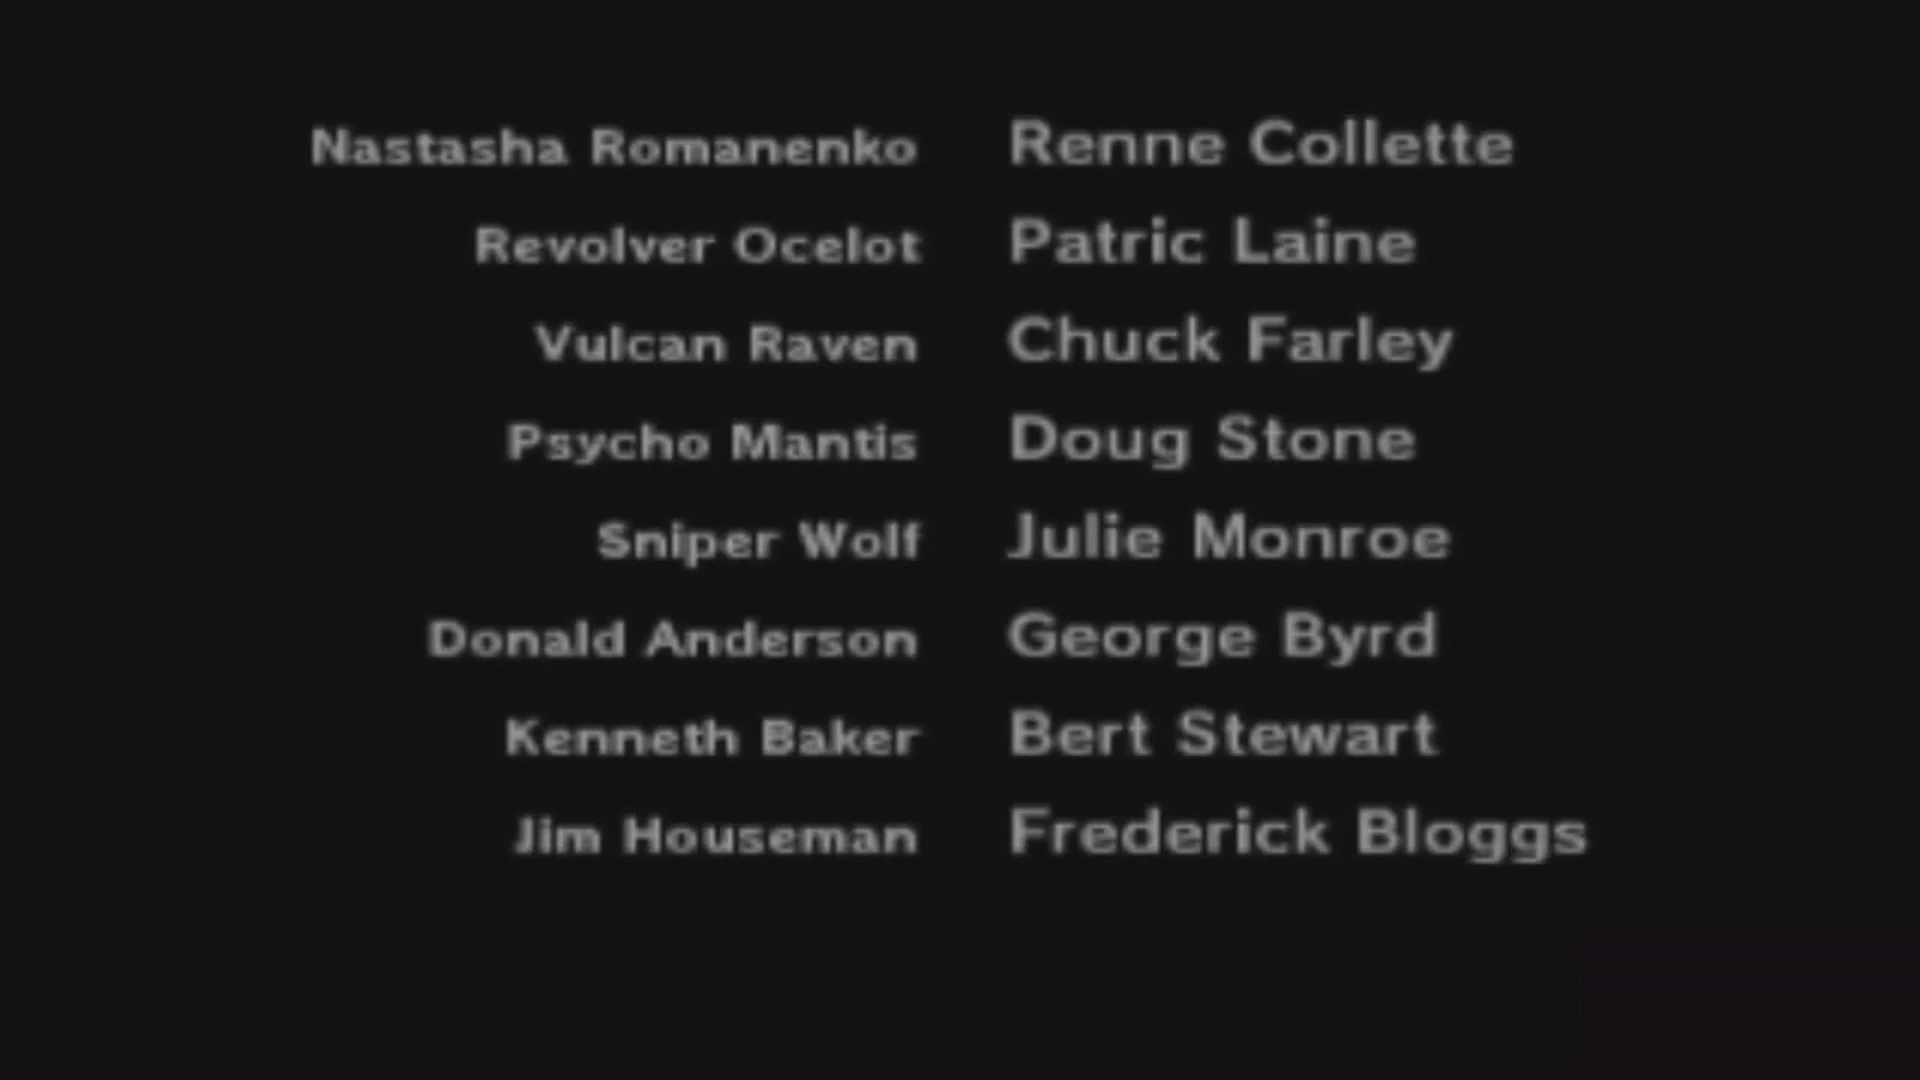 Nastasha Romanenko Renne Collette
Revolver Ocelot Patric Laine
Vulcan Raven Chuck Farley
Psycho Mantis Doug Stone
Sniper Wolf Julie Monroe
Donald Anderson George Byrd
Kenneth Baker Bert Stewart
Jim Houseman Frederick Bloggs